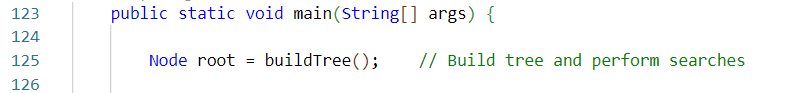 123 public static void main(String[] args) {
124
125 Node root = buildTree(); // Build tree and perform searches
126